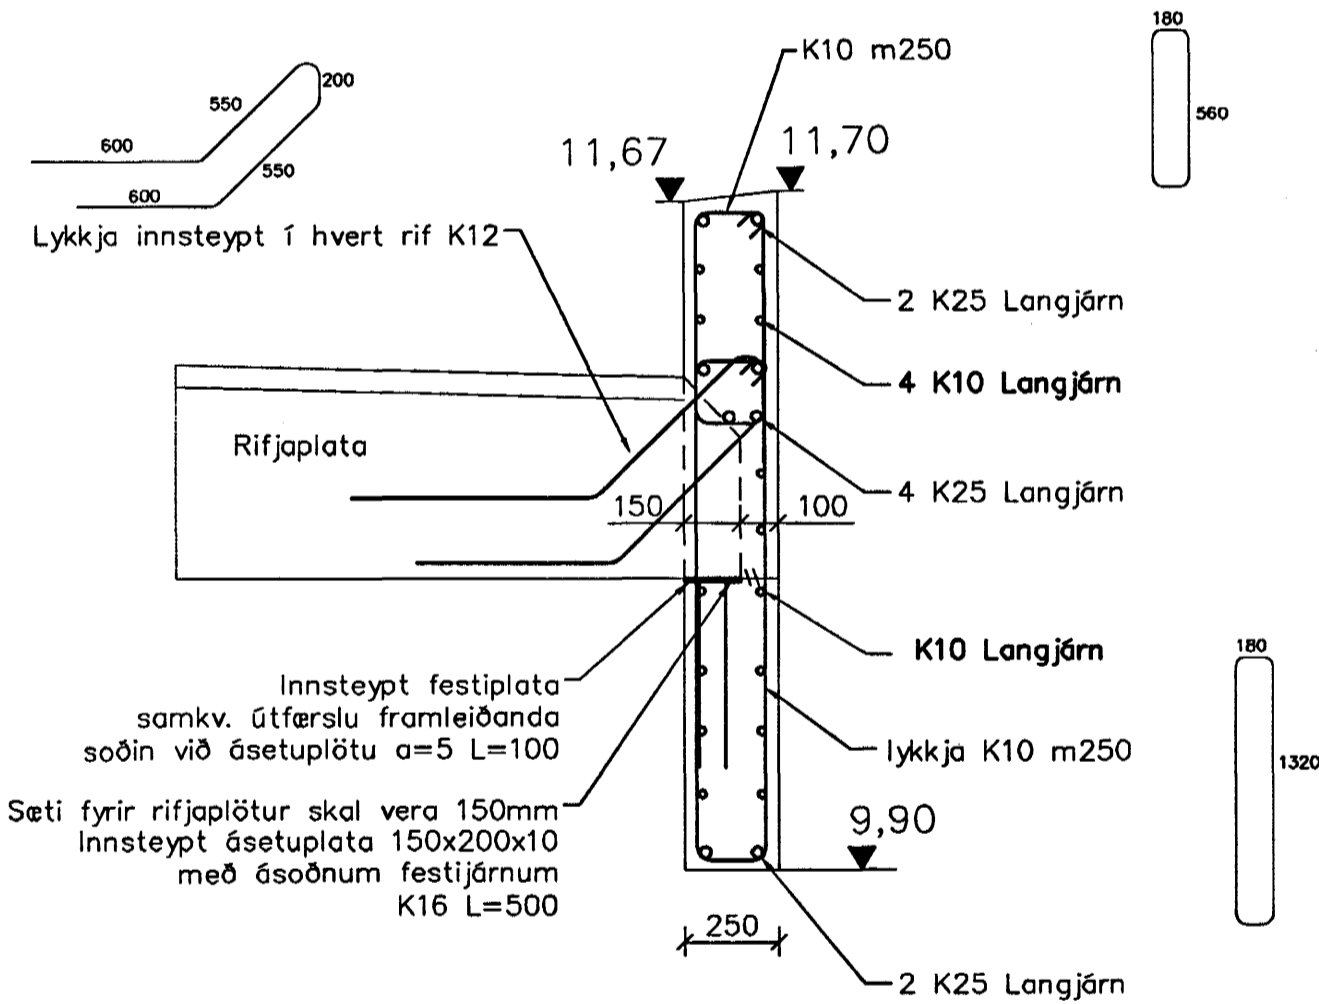 180
K10 m250
200
550
560
600
11,67
11,70
550
600
Lykkja innsteypt í hvert rif K12
2 K25 Langjárn
4 K10 Langjárn
Rifjaplata
4 K25 Langjárn
150
100
K10 Langjárn
180
Innsteypt festiplata
samkv. útfærslu framleiðanda
soðin við ásetuplötu a=5 L=100
lykkja K10 m250
1320
Sæti fyrir rifjaplötur skal vera 150mm
Innsteypt ásetuplata 150x200x10
með ásoðnum festijárnum
K16 L=500
9,90
250
2 K25 Langjárn